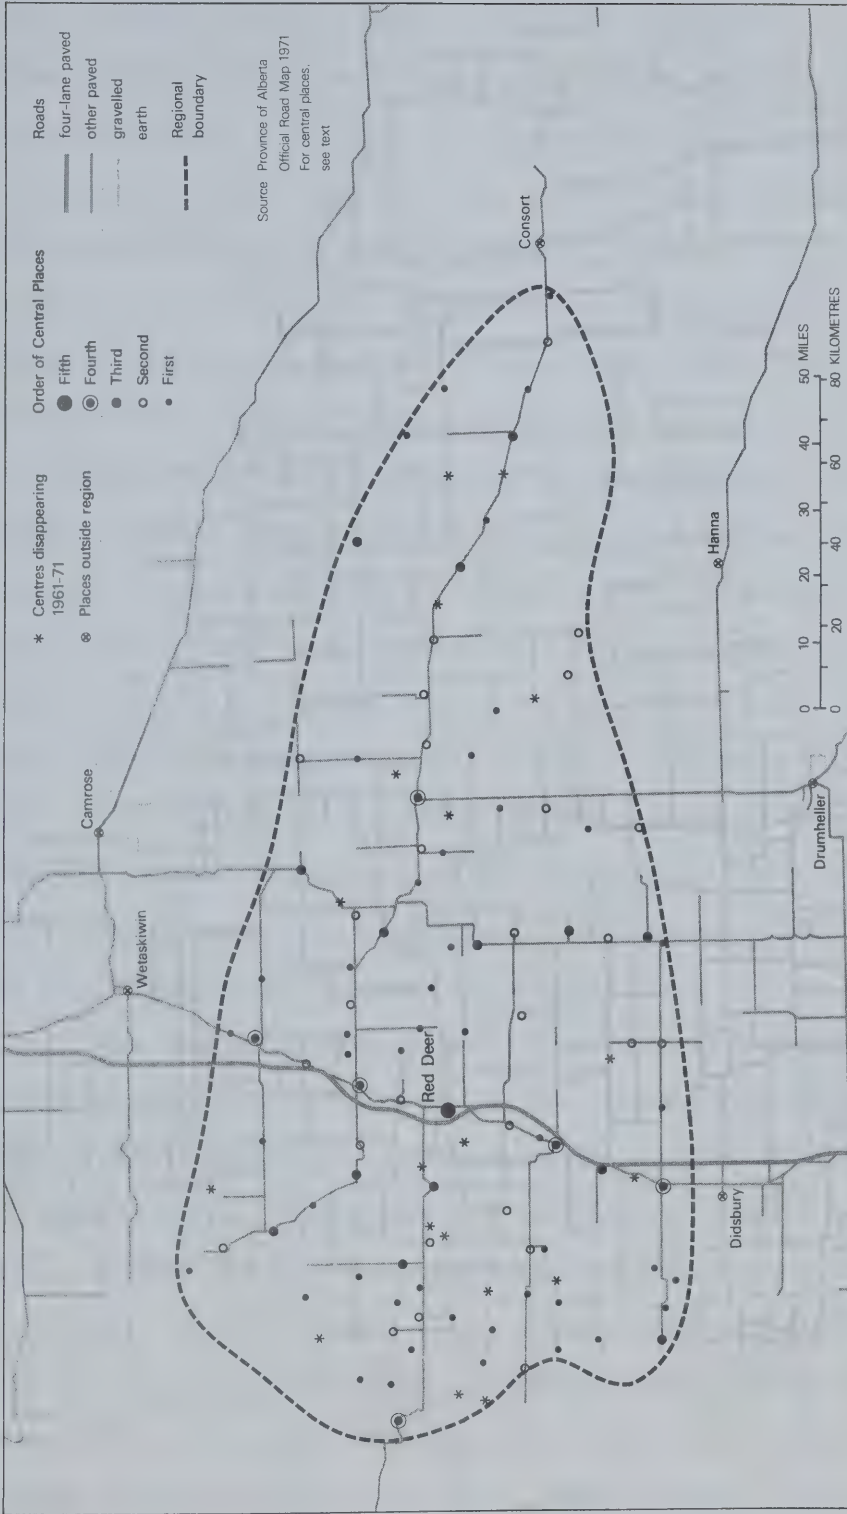 * Centres disappearing
1961-71
⊗ Places outside region
Order of Central Places
Fifth
Fourth
Third
Second
First
Roads
four-lane paved
other paved
gravelled
earth
Regional
boundary
Source Province of Alberta
Official Road Map 1971
For central places.
see text
Camrose
Wetaskiwin
Red Deer
Consort
Hanna
Drumheller
Didsbury
0 10 20 30 40 50 MILES
0 20 40 60 80 KILOMETRES